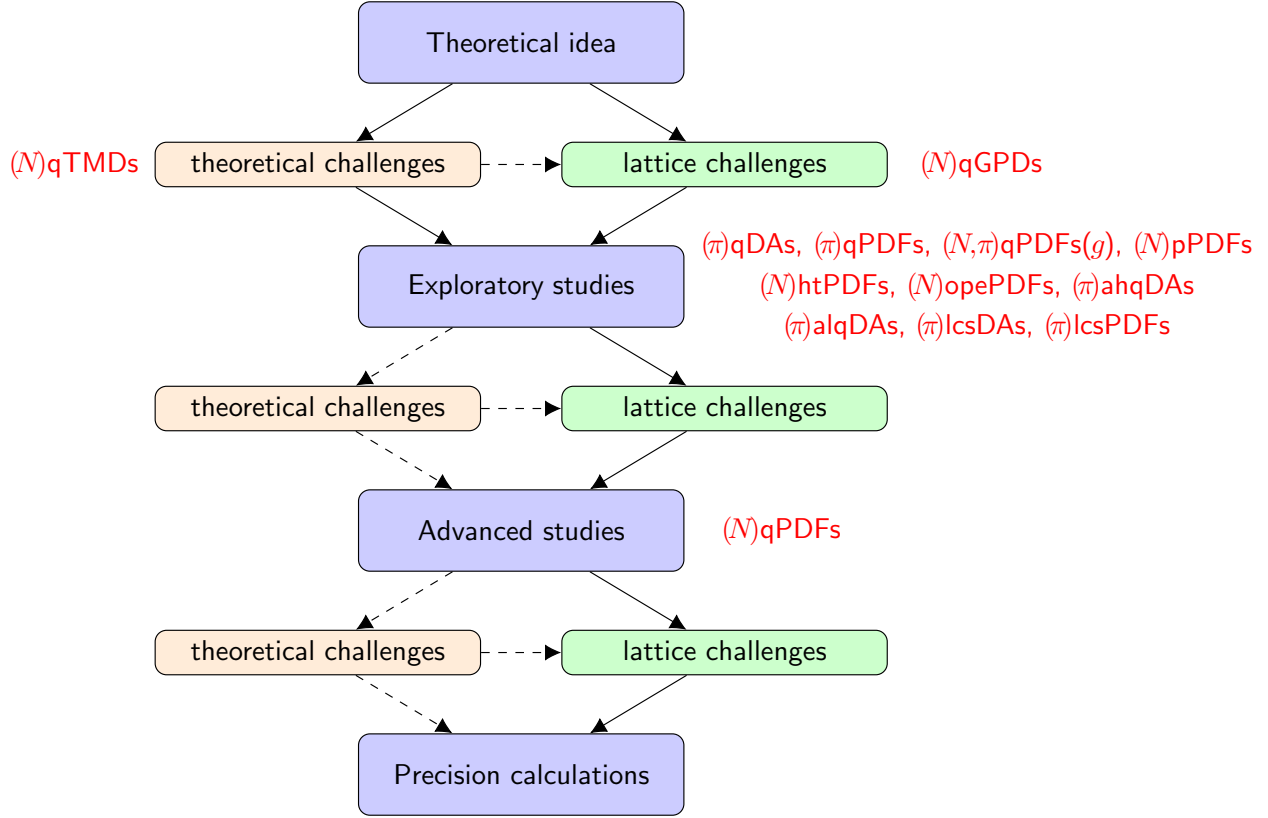 Theoretical idea
(N)qTMDs
theoretical challenges
lattice challenges
(N)qGPDs
Exploratory studies
(π)qDAs, (π)qPDFs, (N,π)qPDFs(g), (N)pPDFs
(N)htPDFs, (N)opePDFs, (π)ahqDAs
(π)alqDAs, (π)lcsDAs, (π)lcsPDFs
theoretical challenges
lattice challenges
Advanced studies
(N)qPDFs
theoretical challenges
lattice challenges
Precision calculations